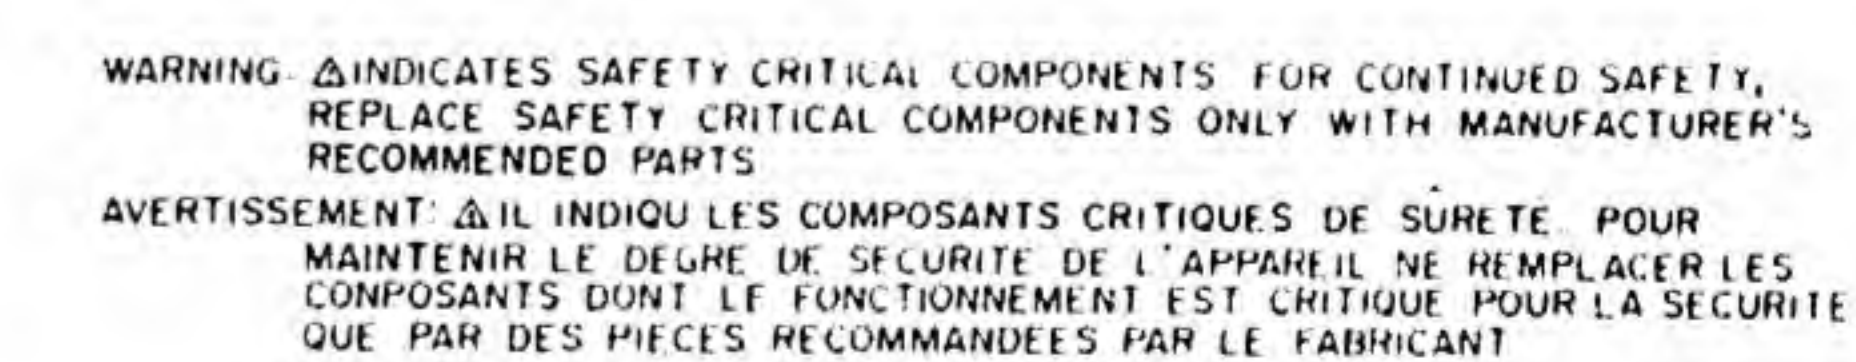 WARNING ⚠INDICATES SAFETY CRITICAL COMPONENTS FOR CONTINUED SAFETY,
REPLACE SAFETY CRITICAL COMPONENTS ONLY WITH MANUFACTURER'S
RECOMMENDED PARTS
AVERTISSEMENT: ⚠ IL INDIQU LES COMPOSANTS CRITIQUES DE SÛRETE POUR
MAINTENIR LE DEGRE DE SECURITE DE L'APPAREIL NE REMPLACER LES
CONPOSANTS DONT LE FUNCTIONNEMENT EST CRITIQUE POUR LA SECURITE
QUE PAR DES PIECES RECOMMANDEES PAR LE FABRICANT